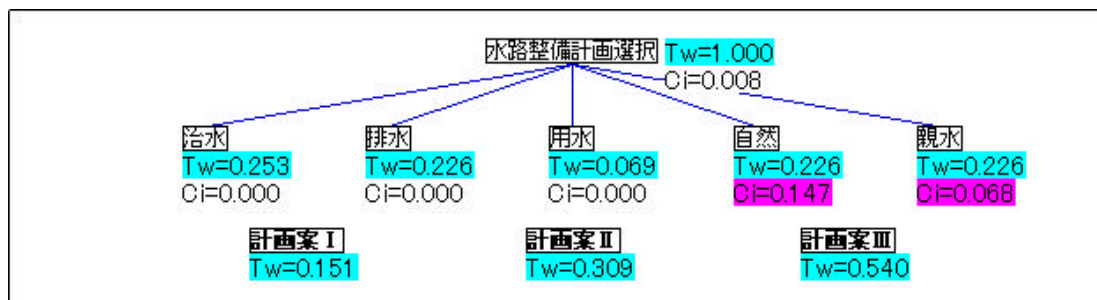 水路整備計画選択 Tw=1.000
Ci=0.008
治水 排水 用水 自然 親水
Tw=0.253 Tw=0.226 Tw=0.069 Tw=0.226 Tw=0.226
Ci=0.000 Ci=0.000 Ci=0.000 Ci=0.147 Ci=0.068
計画案Ⅰ 計画案Ⅱ 計画案Ⅲ
Tw=0.151 Tw=0.309 Tw=0.540